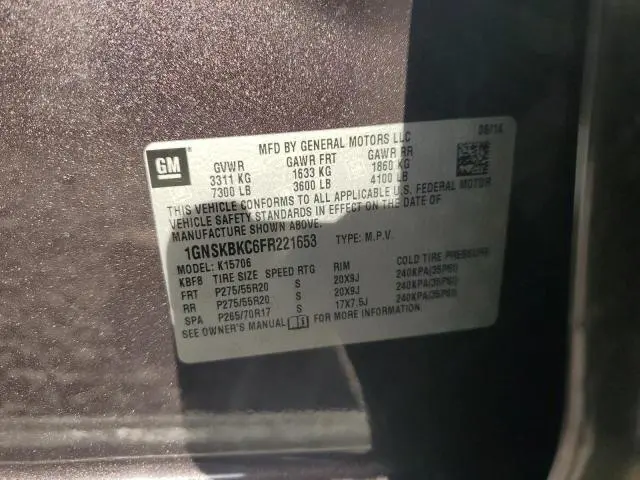 GM
MFD BY GENERAL MOTORS LLC
GVWR GAWR FRT GAWR RR
3311 KG 1633 KG 1860 KG
7300 LB 3600 LB 4100 LB
THIS VEHICLE CONFORMS TO ALL APPLICABLE U.S. FEDERAL MOTOR
VEHICLE SAFETY STANDARDS IN EFFECT ON THE DATE OF
MANUFACTURE SHOWN ABOVE.
1GNSKBKC6FR221653 TYPE: M.P.V.
MODEL: K15706
KBFB TIRE SIZE SPEED RTG RIM COLD TIRE PRESSURE
FRT P275/55R20 S 20X9J 240KPA(35PSI)
RR P275/55R20 S 20X9J 240KPA(35PSI)
SPA P265/70R17 S 17X7.5J 240KPA(35PSI)
SEE OWNER'S MANUAL FOR MORE INFORMATION.